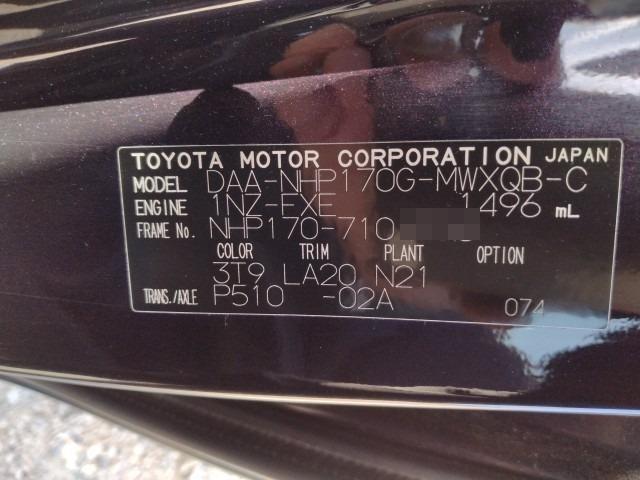 TOYOTA MOTOR CORPORATION JAPAN
MODEL DAA-NHP170G-MWXQB-C
ENGINE 1NZ-FXE 1496 mL
FRAME No. NHP170-710
COLOR TRIM PLANT OPTION
3T9 LA20 N21
TRANS./AXLE P510 -02A 074